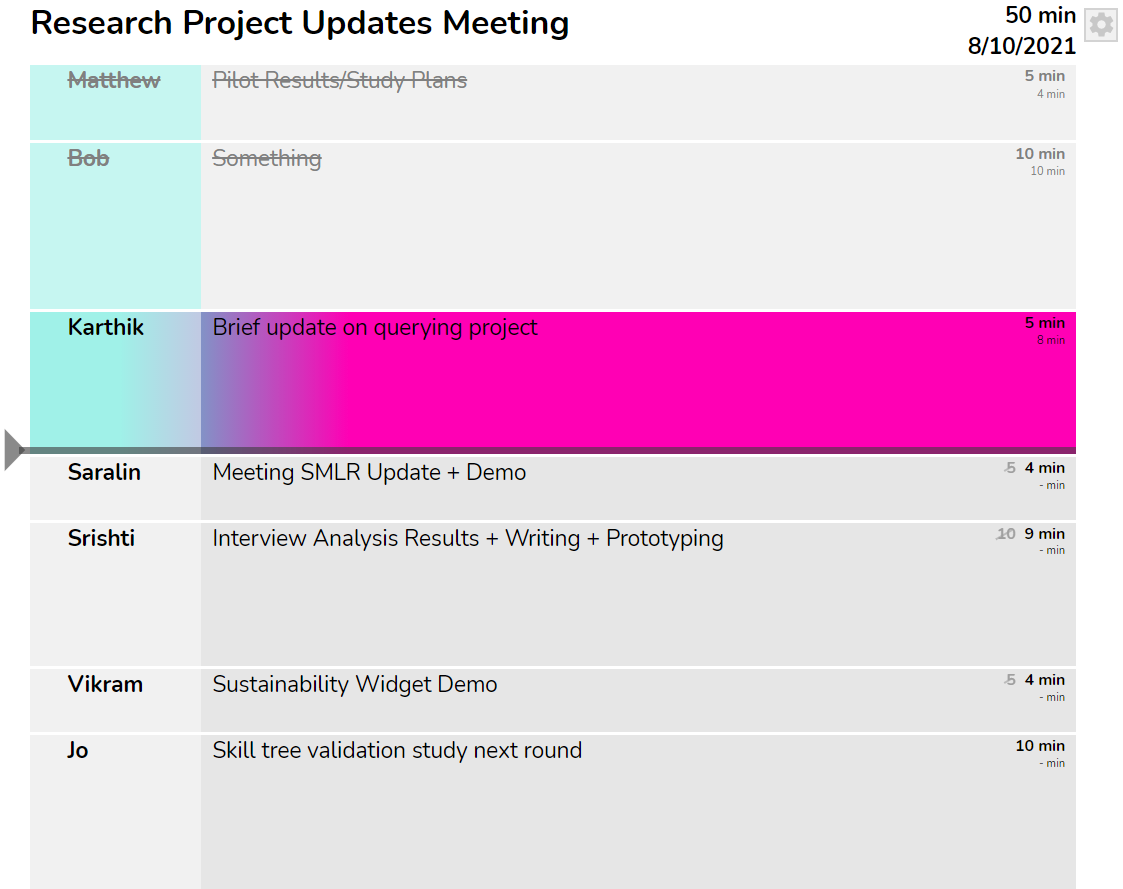 Research Project Updates Meeting
50 min
8/10/2021
Matthew Pilot Results/Study Plans 5 min
4 min
Bob Something 10 min
10 min
Karthik Brief update on querying project 5 min
8 min
Saralin Meeting SMLR Update + Demo 5 4 min
- min
Srishti Interview Analysis Results + Writing + Prototyping 10 9 min
- min
Vikram Sustainability Widget Demo 5 4 min
- min
Jo Skill tree validation study next round 10 min
- min